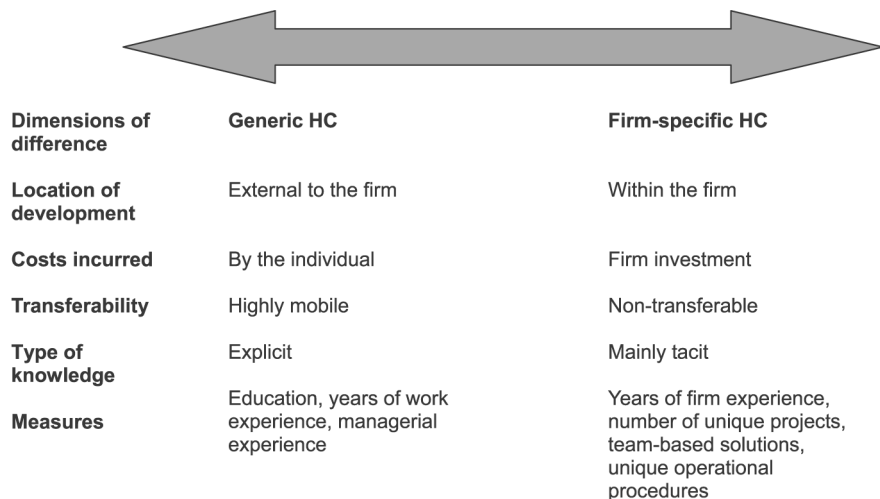 Dimensions of difference
Generic HC
Firm-specific HC
Location of development
External to the firm
Within the firm
Costs incurred
By the individual
Firm investment
Transferability
Highly mobile
Non-transferable
Type of knowledge
Explicit
Mainly tacit
Measures
Education, years of work
experience, managerial
experience
Years of firm experience,
number of unique projects,
team-based solutions,
unique operational
procedures